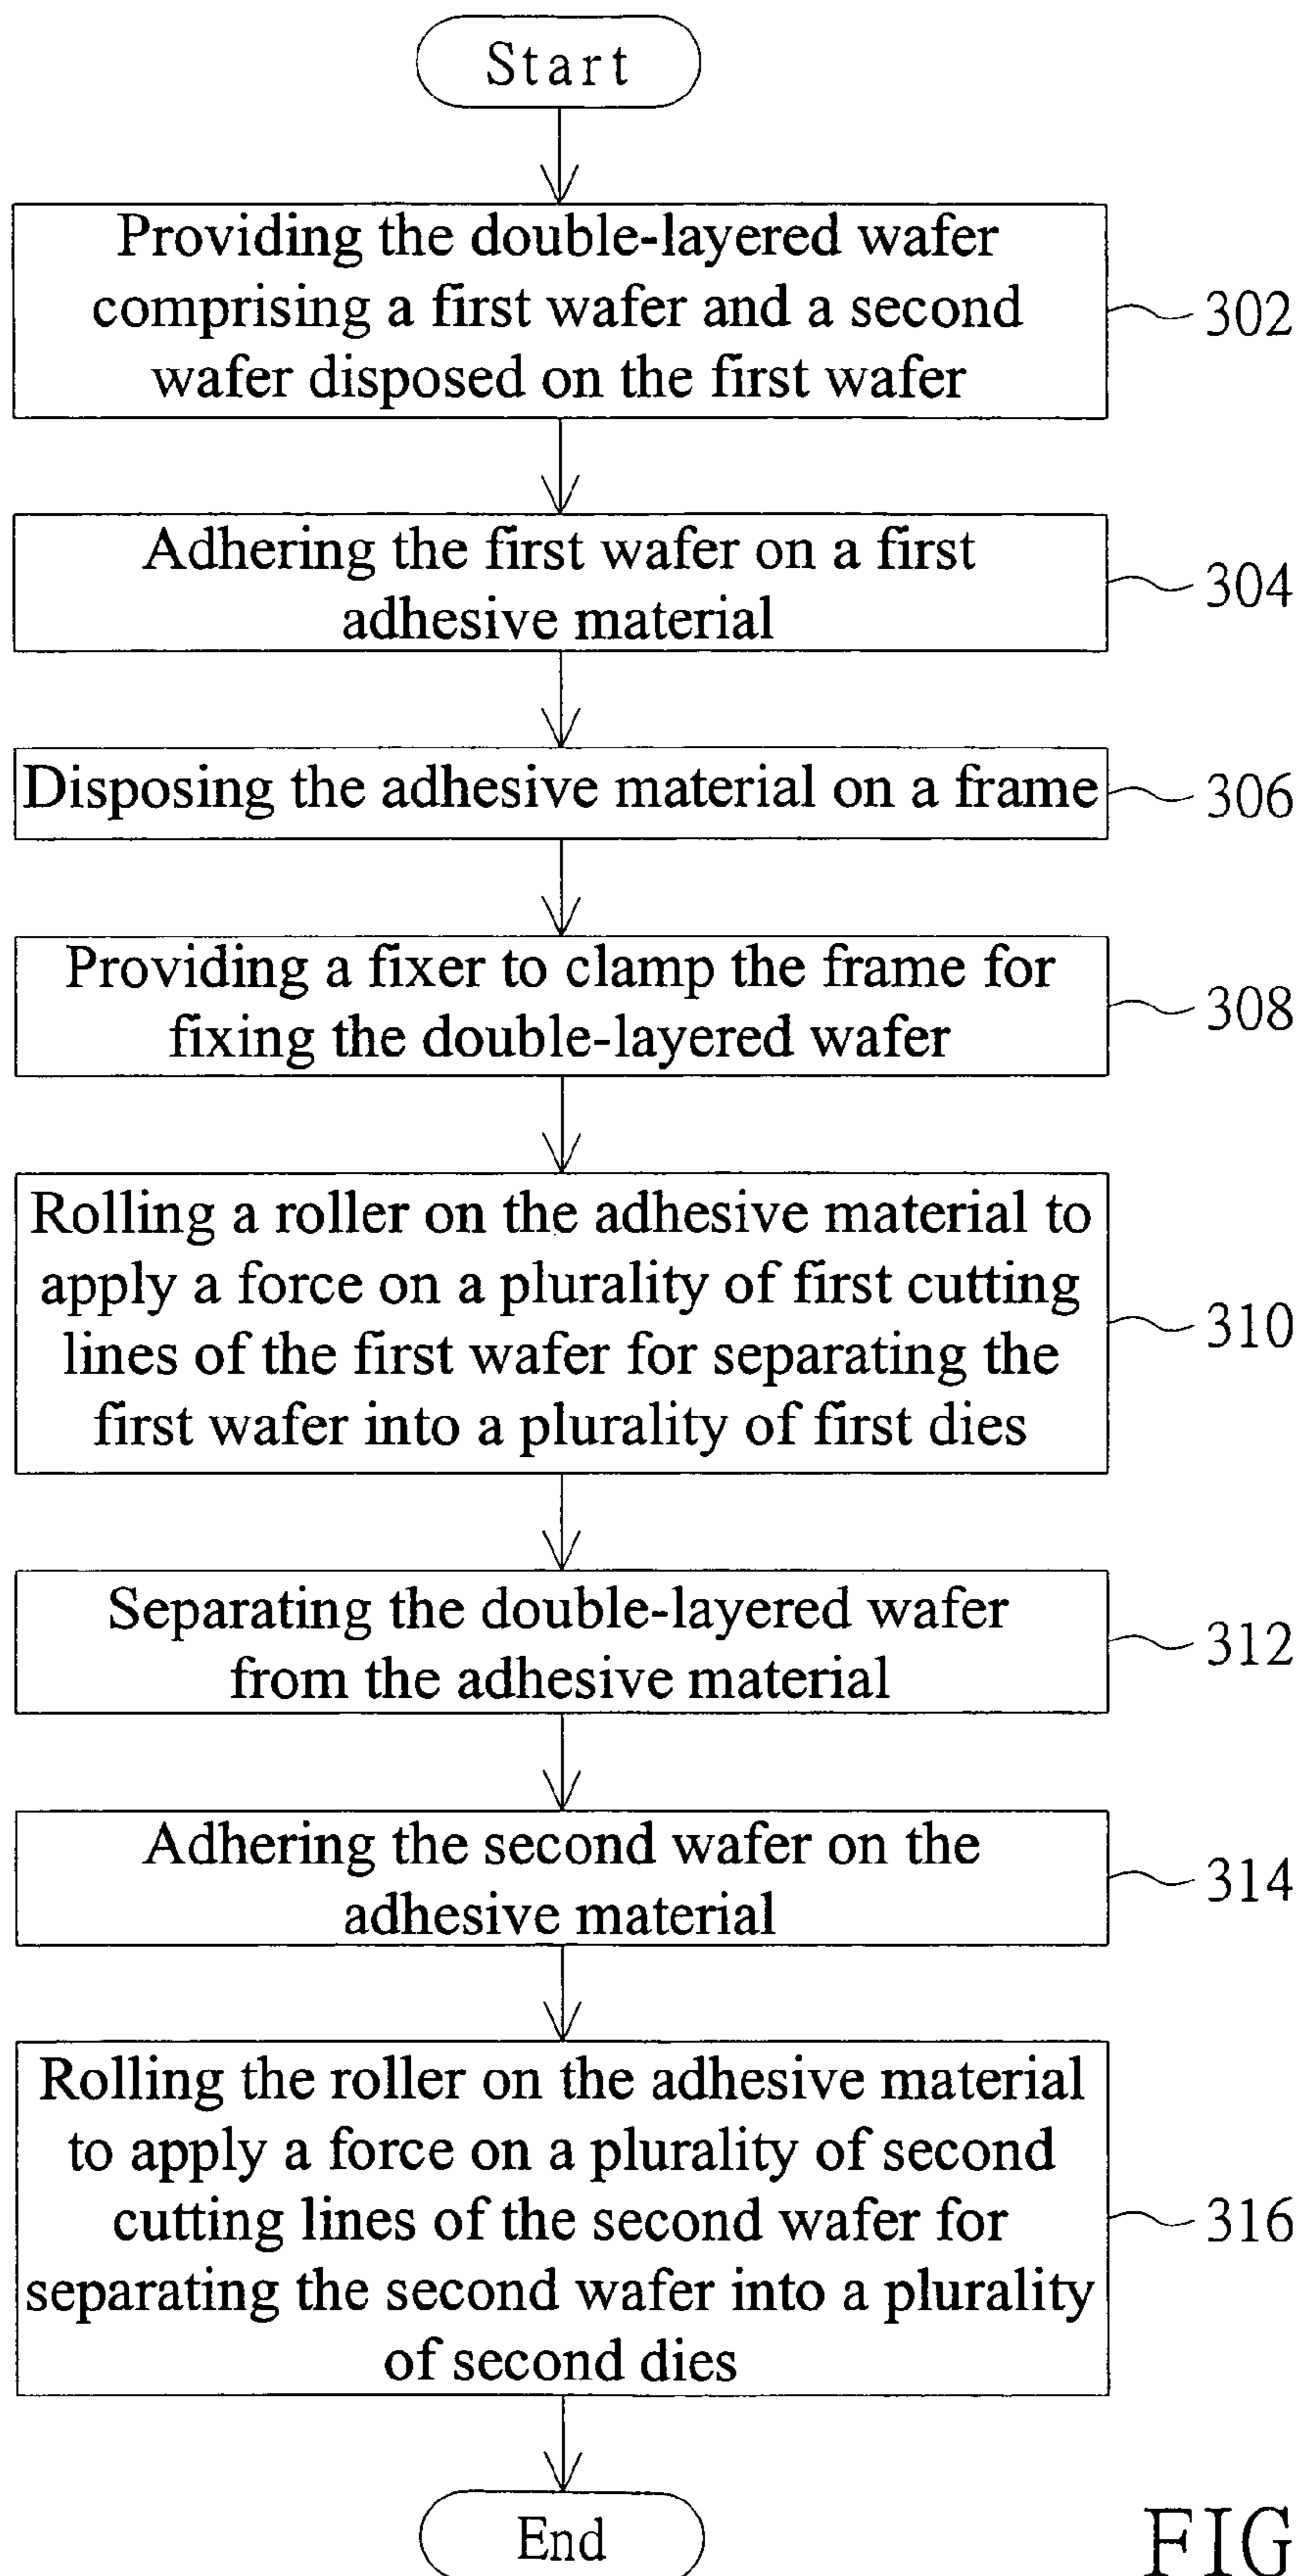 Start
Providing the double-layered wafer
comprising a first wafer and a second
wafer disposed on the first wafer
302
Adhering the first wafer on a first
adhesive material
304
Disposing the adhesive material on a frame
306
Providing a fixer to clamp the frame for
fixing the double-layered wafer
308
Rolling a roller on the adhesive material to
apply a force on a plurality of first cutting
lines of the first wafer for separating the
first wafer into a plurality of first dies
310
Separating the double-layered wafer
from the adhesive material
312
Adhering the second wafer on the
adhesive material
314
Rolling the roller on the adhesive material
to apply a force on a plurality of second
cutting lines of the second wafer for
separating the second wafer into a plurality
of second dies
316
End
FIG